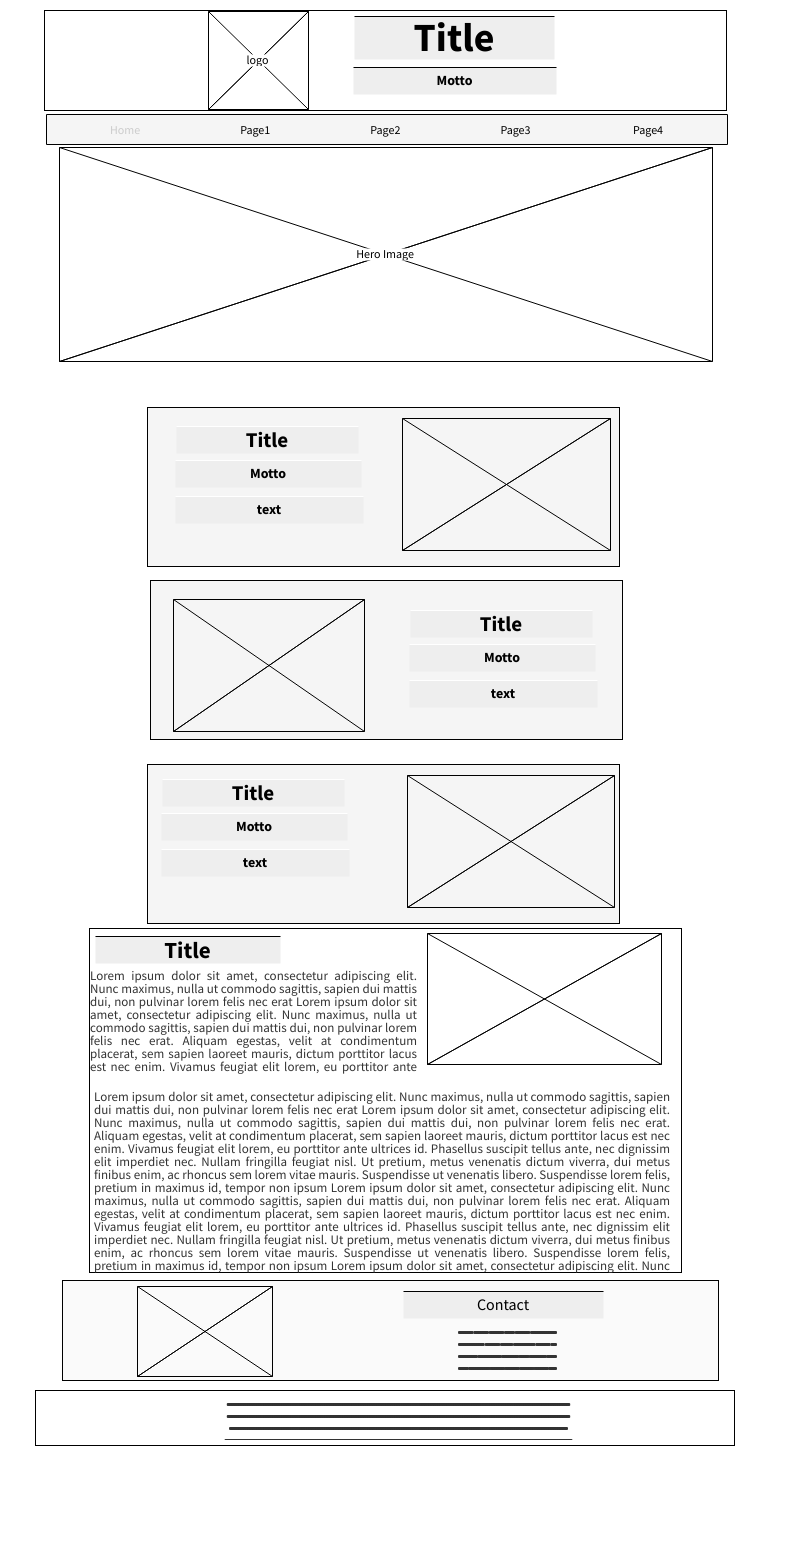 logo
Title
Motto
Home Page1 Page2 Page3 Page4
Hero Image
Title
Motto
text
Title
Motto
text
Title
Motto
text
Title
Lorem ipsum dolor sit amet, consectetur adipiscing elit.
Nunc maximus, nulla ut commodo sagittis, sapien dui mattis
dui, non pulvinar lorem felis nec erat Lorem ipsum dolor sit
amet, consectetur adipiscing elit. Nunc maximus, nulla ut
commodo sagittis, sapien dui mattis dui, non pulvinar lorem
felis nec erat. Aliquam egestas, velit at condimentum
placerat, sem sapien laoreet mauris, dictum porttitor lacus
est nec enim. Vivamus feugiat elit lorem, eu porttitor ante
Lorem ipsum dolor sit amet, consectetur adipiscing elit. Nunc maximus, nulla ut commodo sagittis, sapien
dui mattis dui, non pulvinar lorem felis nec erat Lorem ipsum dolor sit amet, consectetur adipiscing elit.
Nunc maximus, nulla ut commodo sagittis, sapien dui mattis dui, non pulvinar lorem felis nec erat.
Aliquam egestas, velit at condimentum placerat, sem sapien laoreet mauris, dictum porttitor lacus est nec
enim. Vivamus feugiat elit lorem, eu porttitor ante ultrices id. Phasellus suscipit tellus ante, nec dignissim
elit imperdiet nec. Nullam fringilla feugiat nisl. Ut pretium, metus venenatis dictum viverra, dui metus
finibus enim, ac rhoncus sem lorem vitae mauris. Suspendisse ut venenatis libero. Suspendisse lorem felis,
pretium in maximus id, tempor non ipsum Lorem ipsum dolor sit amet, consectetur adipiscing elit. Nunc
maximus, nulla ut commodo sagittis, sapien dui mattis dui, non pulvinar lorem felis nec erat. Aliquam
egestas, velit at condimentum placerat, sem sapien laoreet mauris, dictum porttitor lacus est nec enim.
Vivamus feugiat elit lorem, eu porttitor ante ultrices id. Phasellus suscipit tellus ante, nec dignissim elit
imperdiet nec. Nullam fringilla feugiat nisl. Ut pretium, metus venenatis dictum viverra, dui metus finibus
enim, ac rhoncus sem lorem vitae mauris. Suspendisse ut venenatis libero. Suspendisse lorem felis,
pretium in maximus id, tempor non ipsum Lorem ipsum dolor sit amet, consectetur adipiscing elit. Nunc
Contact